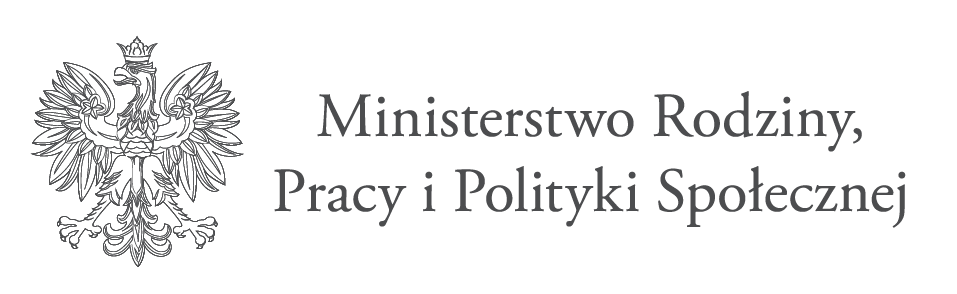 Ministerstwo Rodziny,
Pracy i Polityki Społecznej